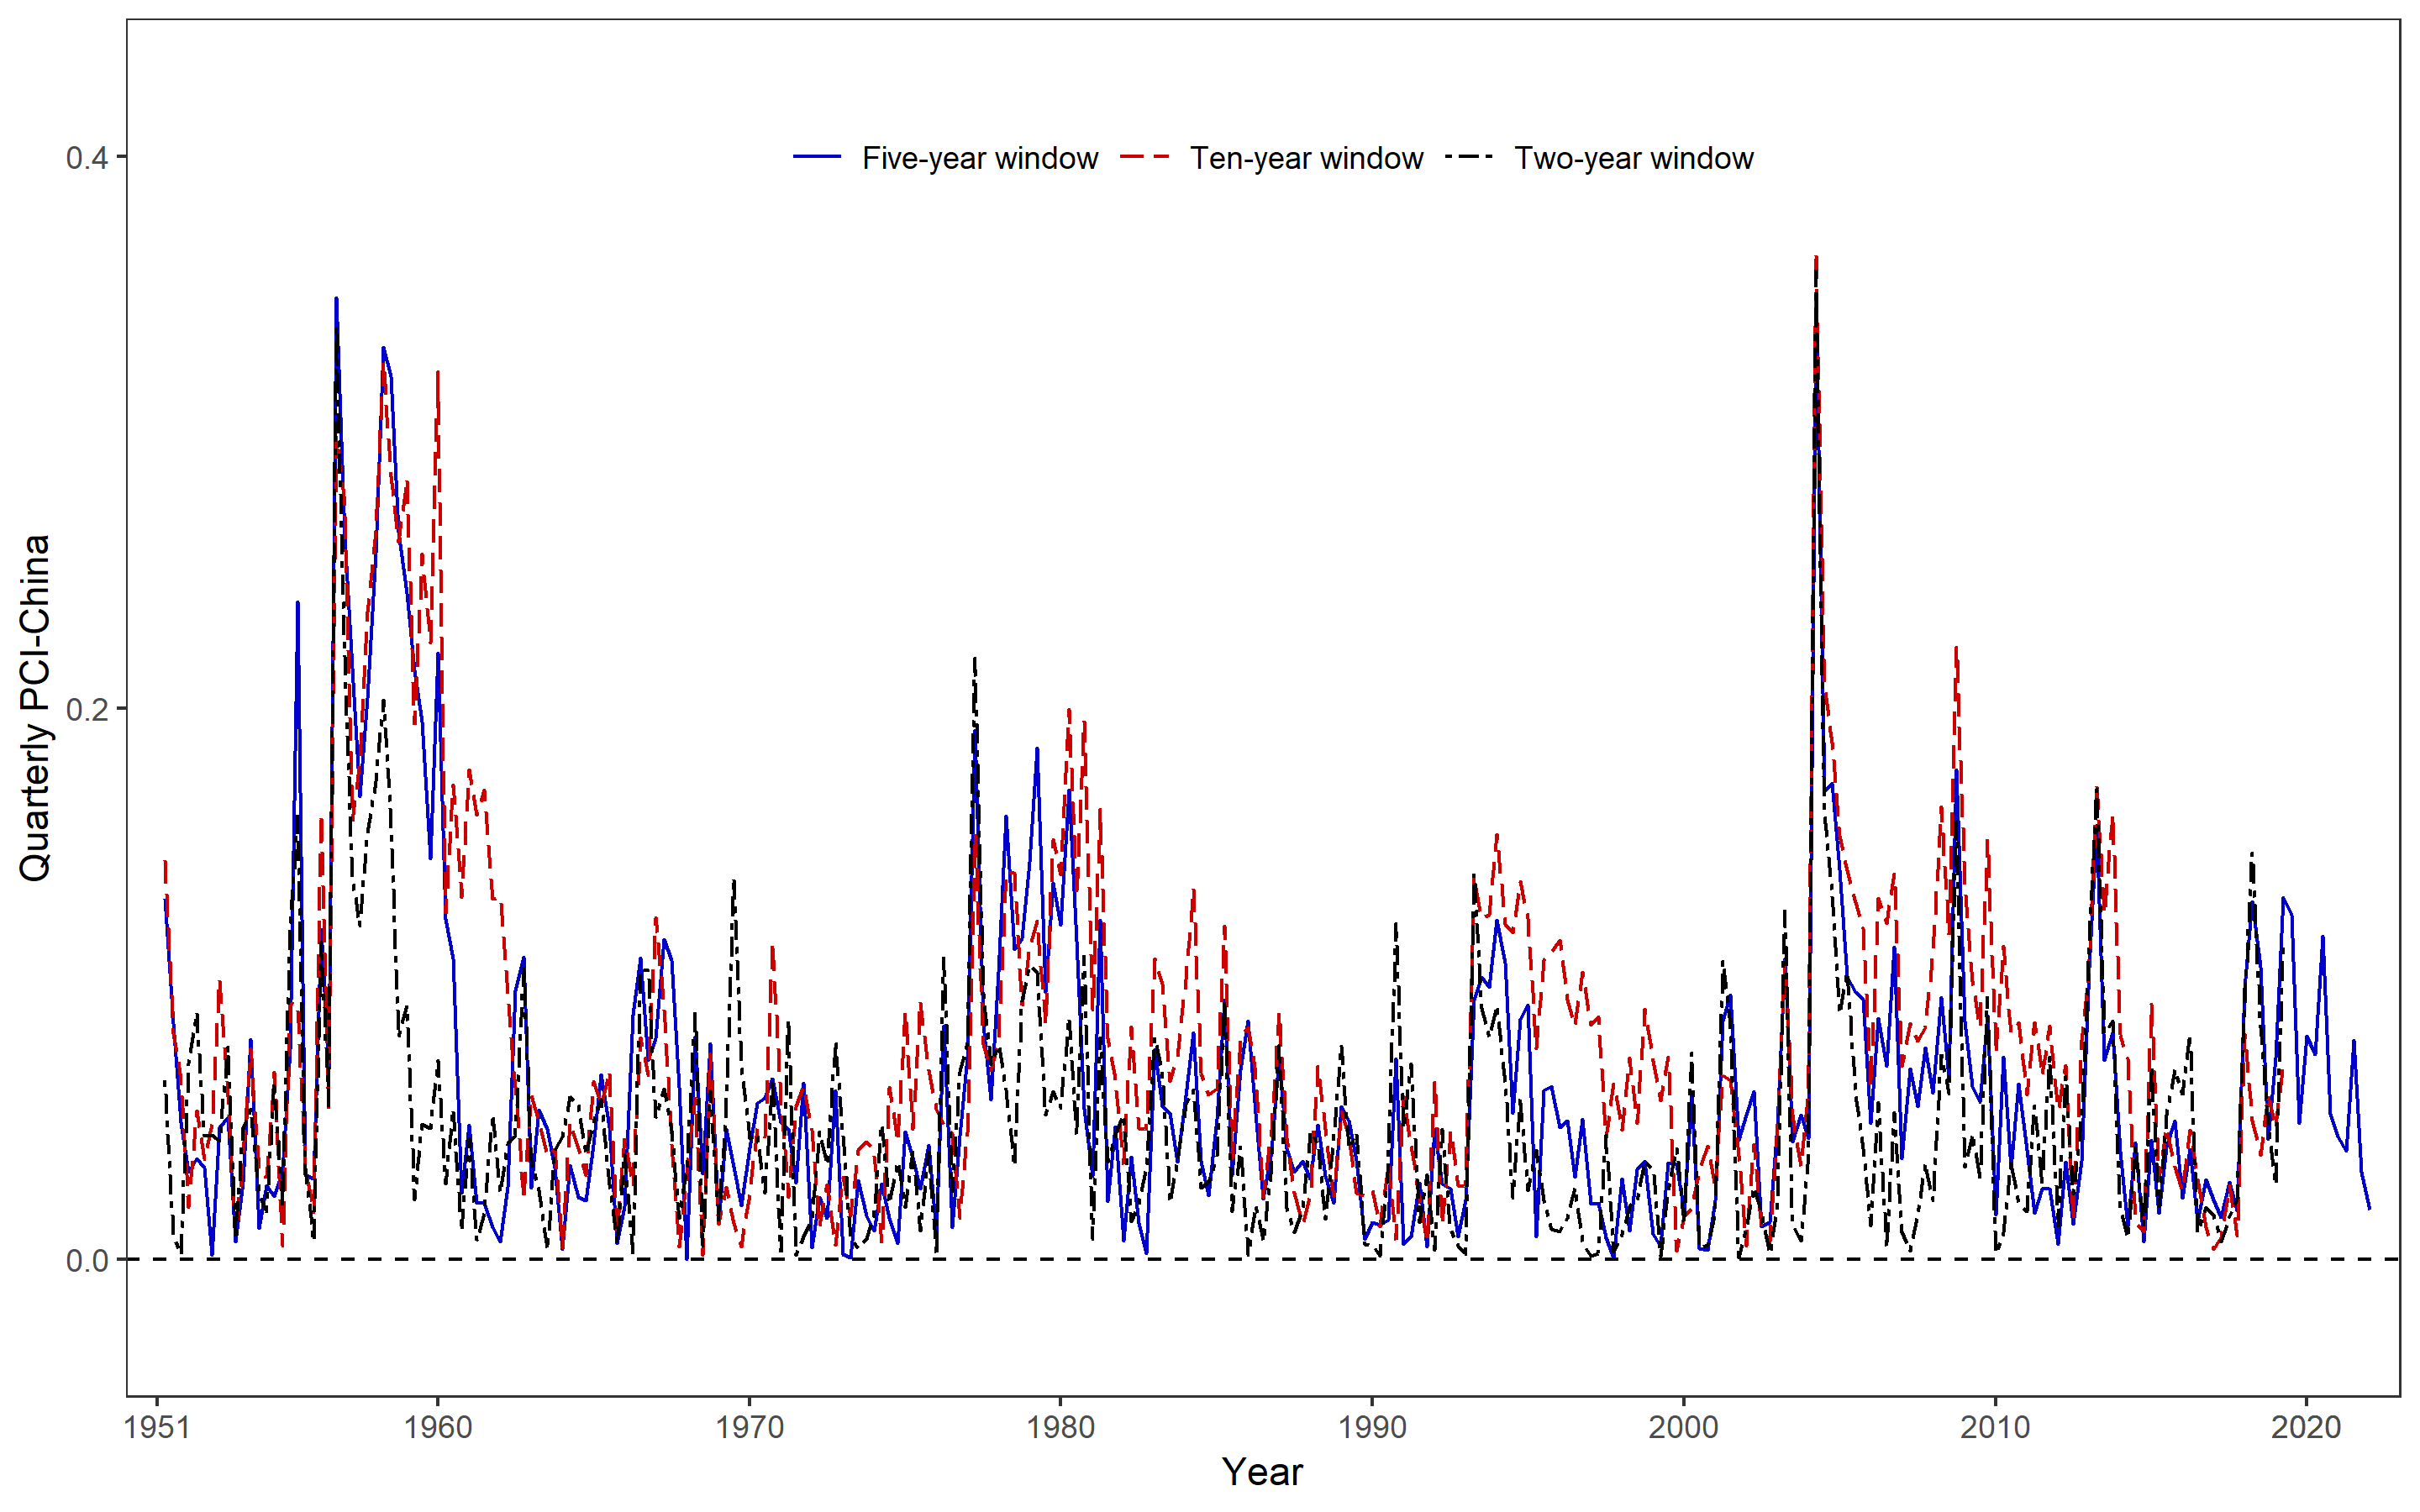 0.4
Five-year window Ten-year window Two-year window
Quarterly PCI-China
0.2
0.0
1951 1960 1970 1980 1990 2000 2010 2020
Year